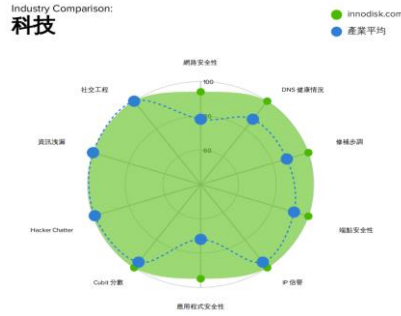 Industry Comparison:
科技
innodisk.com
產業平均
網路安全性
100
社交工程
DNS 健康情況
資訊洩漏
修補步調
60
Hacker Chatter
端點安全性
Cubit 分數
IP 信譽
應用程式安全性